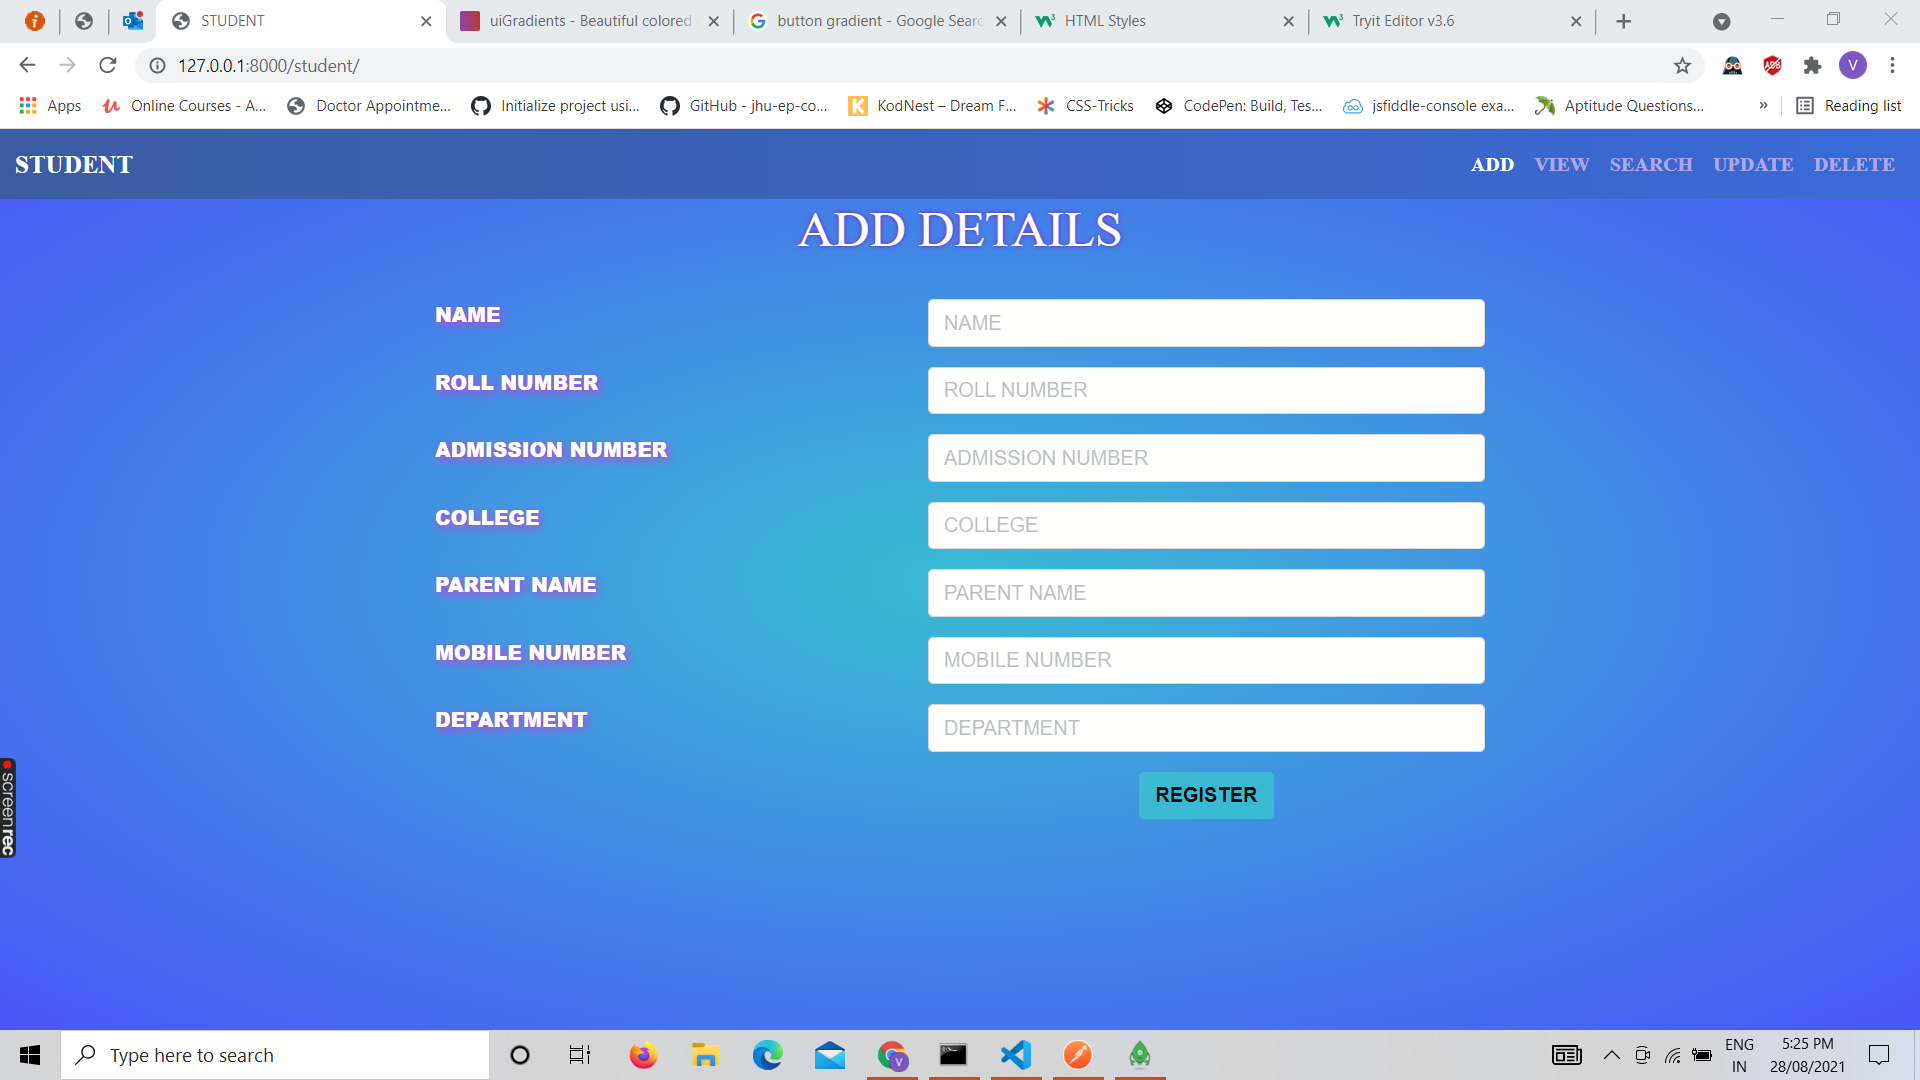 STUDENT uiGradients - Beautiful colored button gradient - Google Searc HTML Styles Tryit Editor v3.6
127.0.0.1:8000/student/ V
Apps Online Courses - A... Doctor Appointme... Initialize project usi... GitHub - jhu-ep-co... KodNest – Dream F... CSS-Tricks CodePen: Build, Tes... jsfiddle-console exa... Aptitude Questions... » Reading list
STUDENT ADD VIEW SEARCH UPDATE DELETE
ADD DETAILS
NAME NAME
ROLL NUMBER ROLL NUMBER
ADMISSION NUMBER ADMISSION NUMBER
COLLEGE COLLEGE
PARENT NAME PARENT NAME
MOBILE NUMBER MOBILE NUMBER
DEPARTMENT DEPARTMENT
REGISTER
screenrec
Type here to search
ENG
IN
5:25 PM
28/08/2021